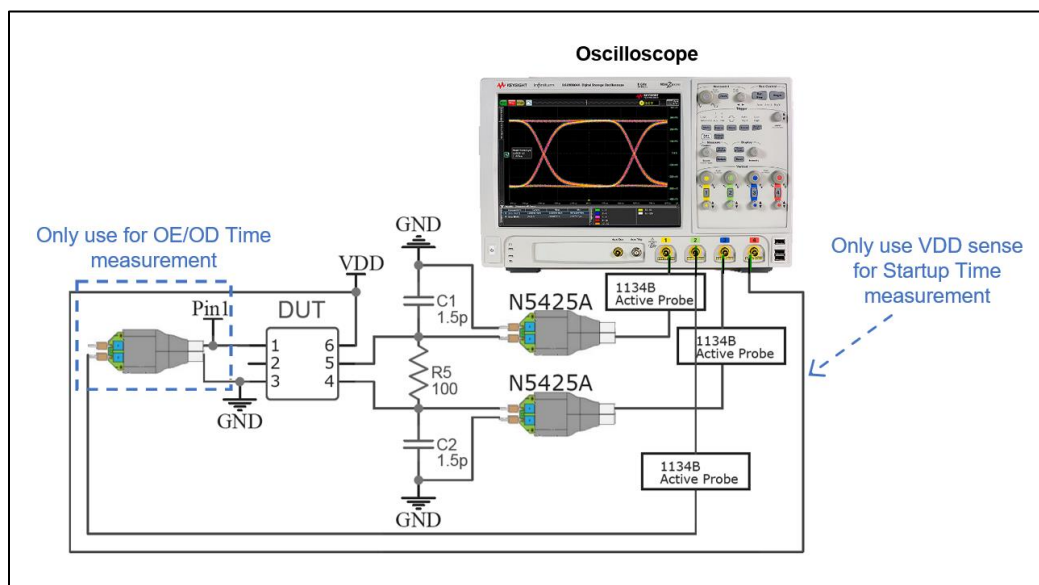 Oscilloscope
KEYSIGHT
Only use for OE/OD Time
measurement
GND
VDD
Only use VDD sense
for Startup Time
measurement
Pin1
DUT
C1
1.5p
N5425A
1134B
Active Probe
1
2
3
6
5
4
1134B
Active Probe
R5
100
N5425A
GND
C2
1.5p
1134B
Active Probe
GND
1
2
3
4